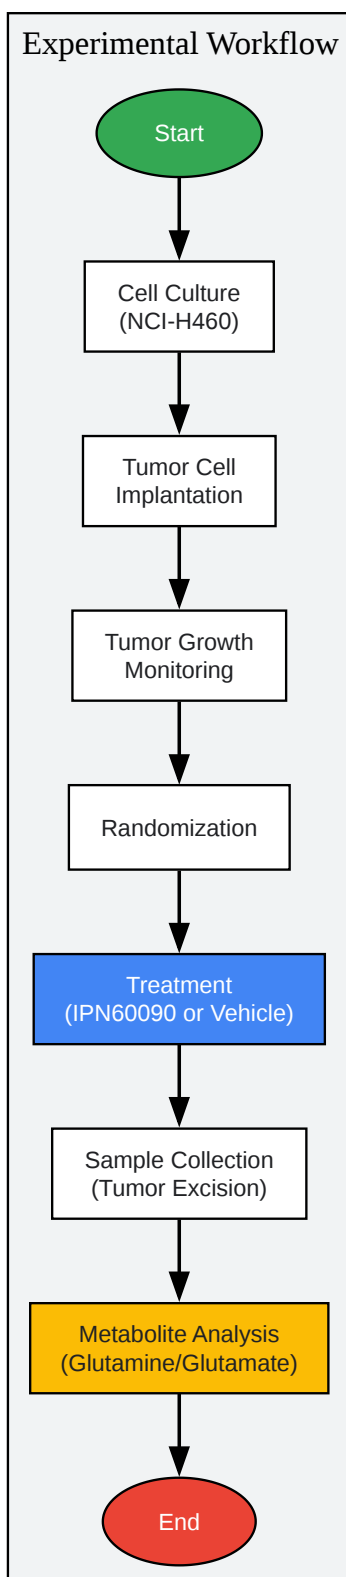 Experimental Workflow
Start
Cell Culture
(NCI-H460)
Tumor Cell
Implantation
Tumor Growth
Monitoring
Randomization
Treatment
(IPN60090 or Vehicle)
Sample Collection
(Tumor Excision)
Metabolite Analysis
(Glutamine/Glutamate)
End